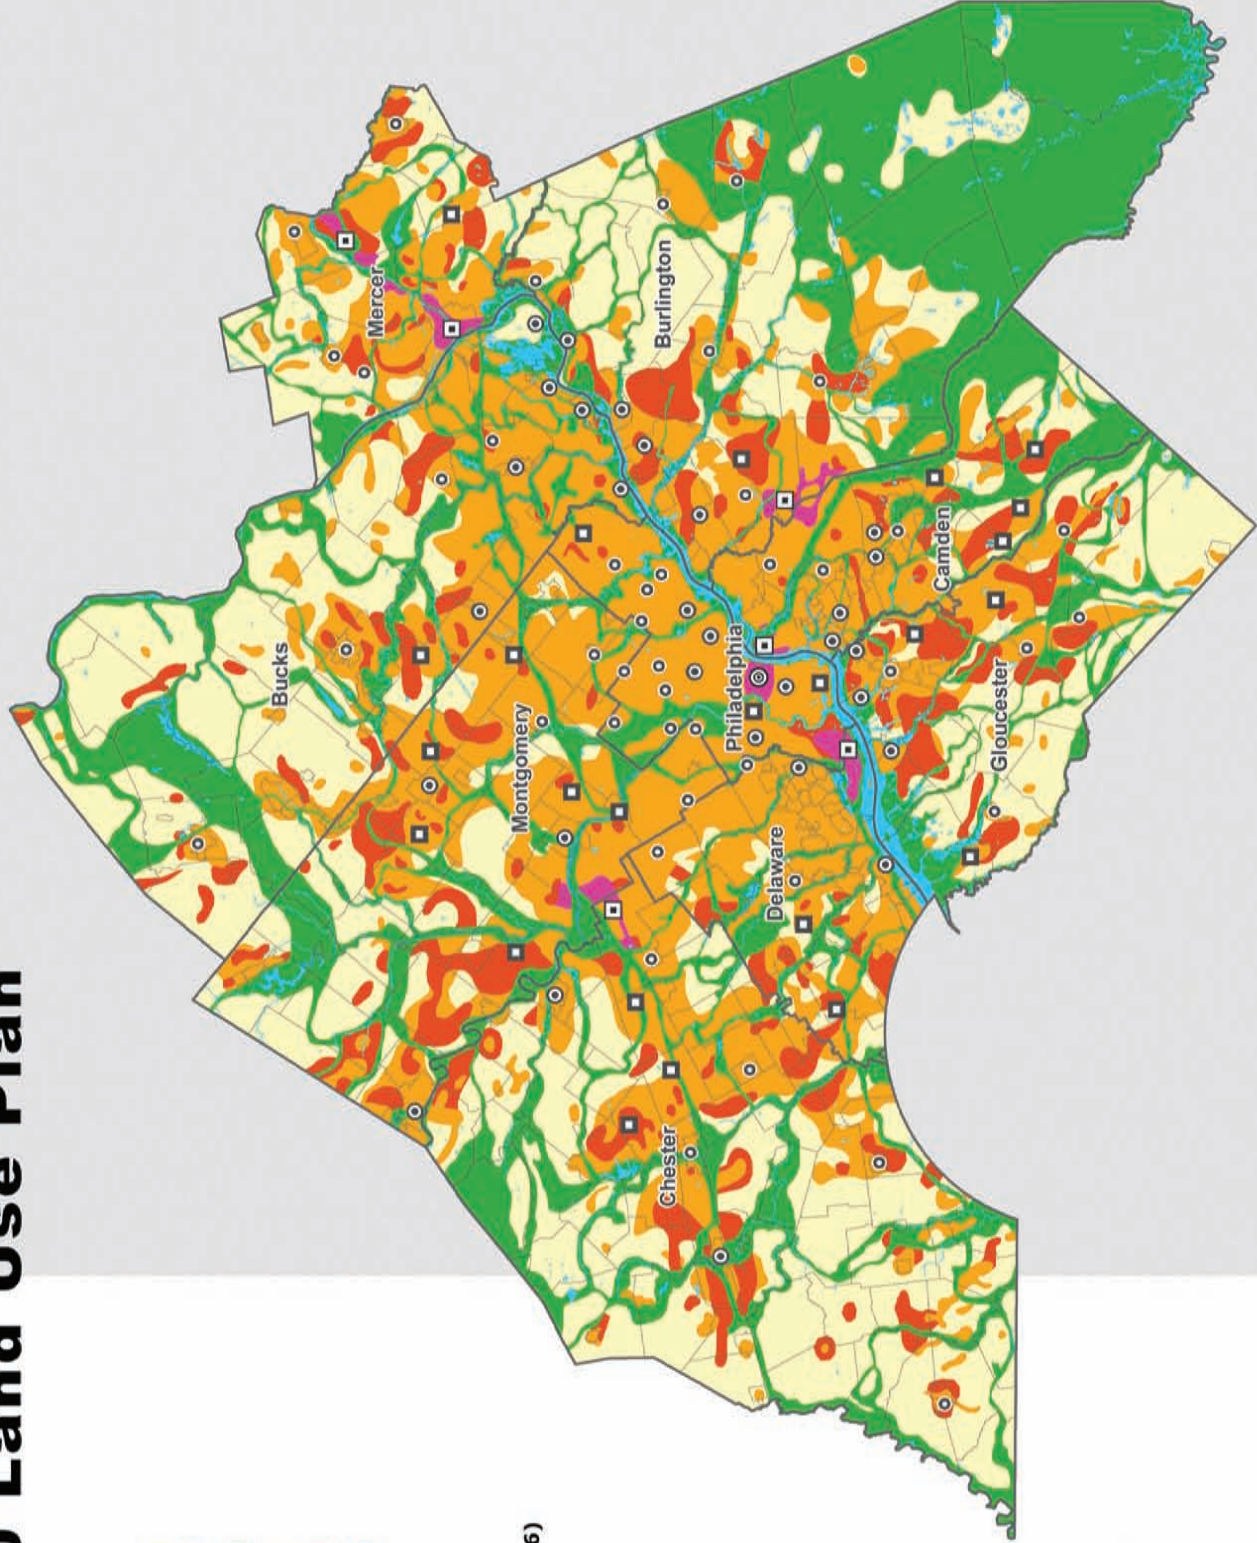 Land Use Plan
6)
Bucks
Mercer
Montgomery
Burlington
Chester
Delaware
Philadelphia
Camden
Gloucester